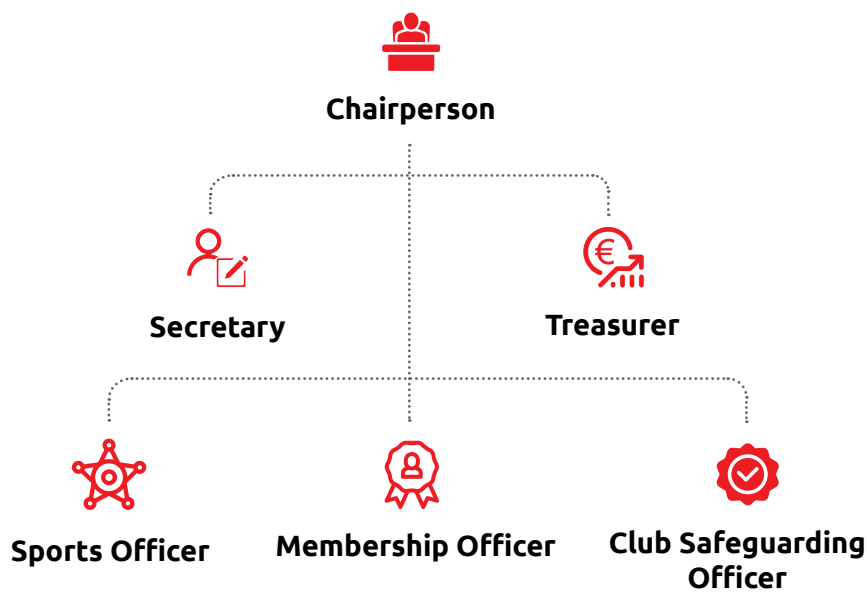 Chairperson
Secretary
Treasurer
€
Sports Officer
Membership Officer
Club Safeguarding
Officer